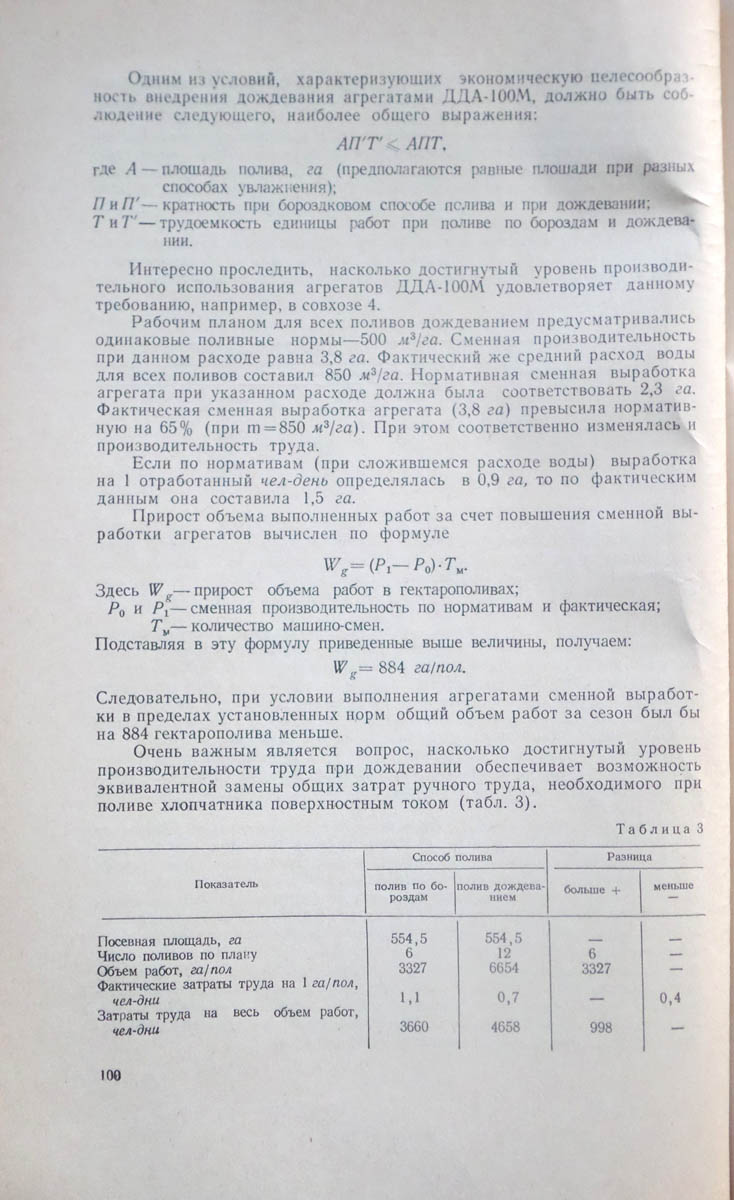 Одним из условий, характеризующих экономическую целесообраз-
ность внедрения дождевания агрегатами ДДА-100М, должно быть соб-
людение следующего, наиболее общего выражения:
АП′Т′ ⩽ АПТ,
где А — площадь полива, га (предполагаются равные площади при разных
способах увлажнения);
П и П′ — кратность при бороздковом способе полива и при дождевании;
Т и Т′ — трудоемкость единицы работ при поливе по бороздам и дождева-
нии.
Интересно проследить, насколько достигнутый уровень производи-
тельного использования агрегатов ДДА-100М удовлетворяет данному
требованию, например, в совхозе 4.
Рабочим планом для всех поливов дождеванием предусматривались
одинаковые поливные нормы—500 м³/га. Сменная производительность
при данном расходе равна 3,8 га. Фактический же средний расход воды
для всех поливов составил 850 м³/га. Нормативная сменная выработка
агрегата при указанном расходе должна была соответствовать 2,3 га.
Фактическая сменная выработка агрегата (3,8 га) превысила норматив-
ную на 65% (при m=850 м³/га). При этом соответственно изменялась и
производительность труда.
Если по нормативам (при сложившемся расходе воды) выработка
на 1 отработанный чел-день определялась в 0,9 га, то по фактическим
данным она составила 1,5 га.
Прирост объема выполненных работ за счет повышения сменной вы-
работки агрегатов вычислен по формуле
Wg = (P₁— P₀)·Tм.
Здесь Wg — прирост объема работ в гектарополивах;
P₀ и P₁— сменная производительность по нормативам и фактическая;
Tм— количество машино-смен.
Подставляя в эту формулу приведенные выше величины, получаем:
Wg = 884 га/пол.
Следовательно, при условии выполнения агрегатами сменной выработ-
ки в пределах установленных норм общий объем работ за сезон был бы
на 884 гектарополива меньше.
Очень важным является вопрос, насколько достигнутый уровень
производительности труда при дождевании обеспечивает возможность
эквивалентной замены общих затрат ручного труда, необходимого при
поливе хлопчатника поверхностным током (табл. 3).
Таблица 3
Показатель Способ полива Разница
полив по бо- полив дождева- больше + меньше
роздам нием —
Посевная площадь, га 554,5 554,5 — —
Число поливов по плану 6 12 6 —
Объем работ, га/пол 3327 6654 3327 —
Фактические затраты труда на 1 га/пол,
чел-дни 1,1 0,7 — 0,4
Затраты труда на весь объем работ,
чел-дни 3660 4658 998 —
100